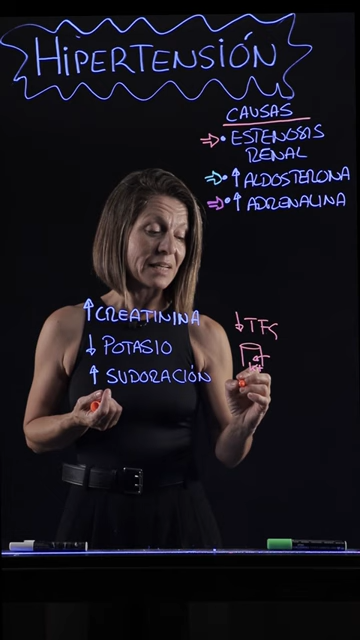 HIPERTENSIÓN
CAUSAS
⇒• ESTENOSIS
RENAL
⇒• ↑ ALDOSTERONA
⇒• ↑ ADRENALINA
↑ CREATININA
↓ POTASIO
↑ SUDORACIÓN
↓ TFG